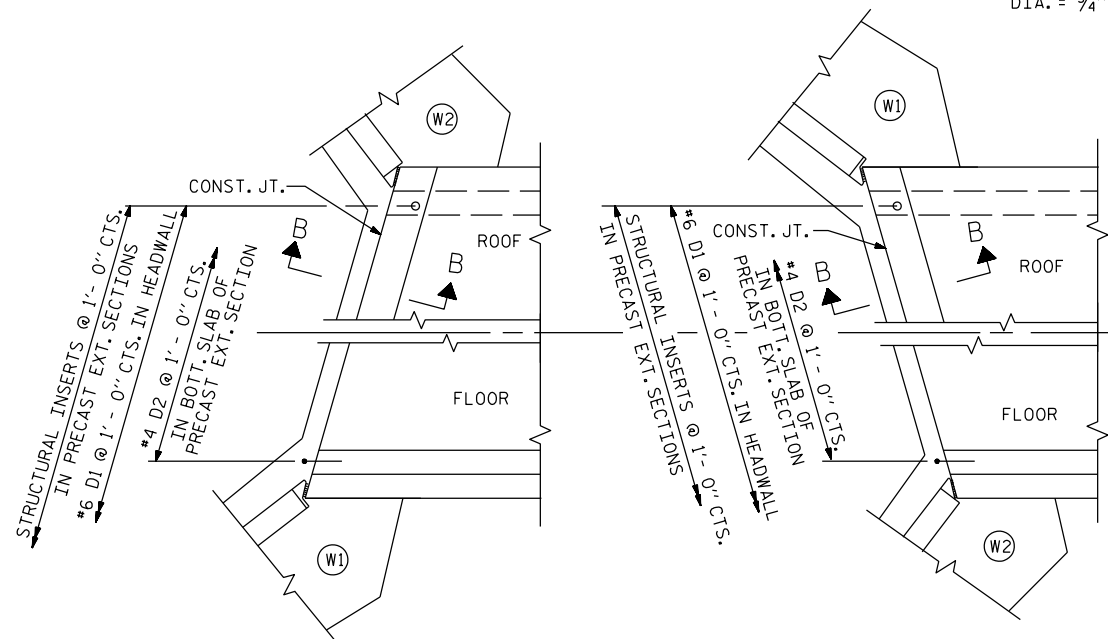 DIA. = 3/4"
W2
CONST. JT.
B
B
ROOF
FLOOR
STRUCTURAL INSERTS @ 1'- 0" CTS.
IN PRECAST EXT. SECTIONS
#6 D1 @ 1'- 0" CTS. IN HEADWALL
#4 D2 @ 1'- 0" CTS.
IN BOTT. SLAB OF
PRECAST EXT. SECTION
W1
W1
CONST. JT.
B
B
ROOF
FLOOR
#4 D2 @ 1'- 0" CTS.
IN BOTT. SLAB OF
PRECAST EXT. SECTION
#6 D1 @ 1'- 0" CTS. IN HEADWALL
STRUCTURAL INSERTS @ 1'- 0" CTS.
IN PRECAST EXT. SECTIONS
W2